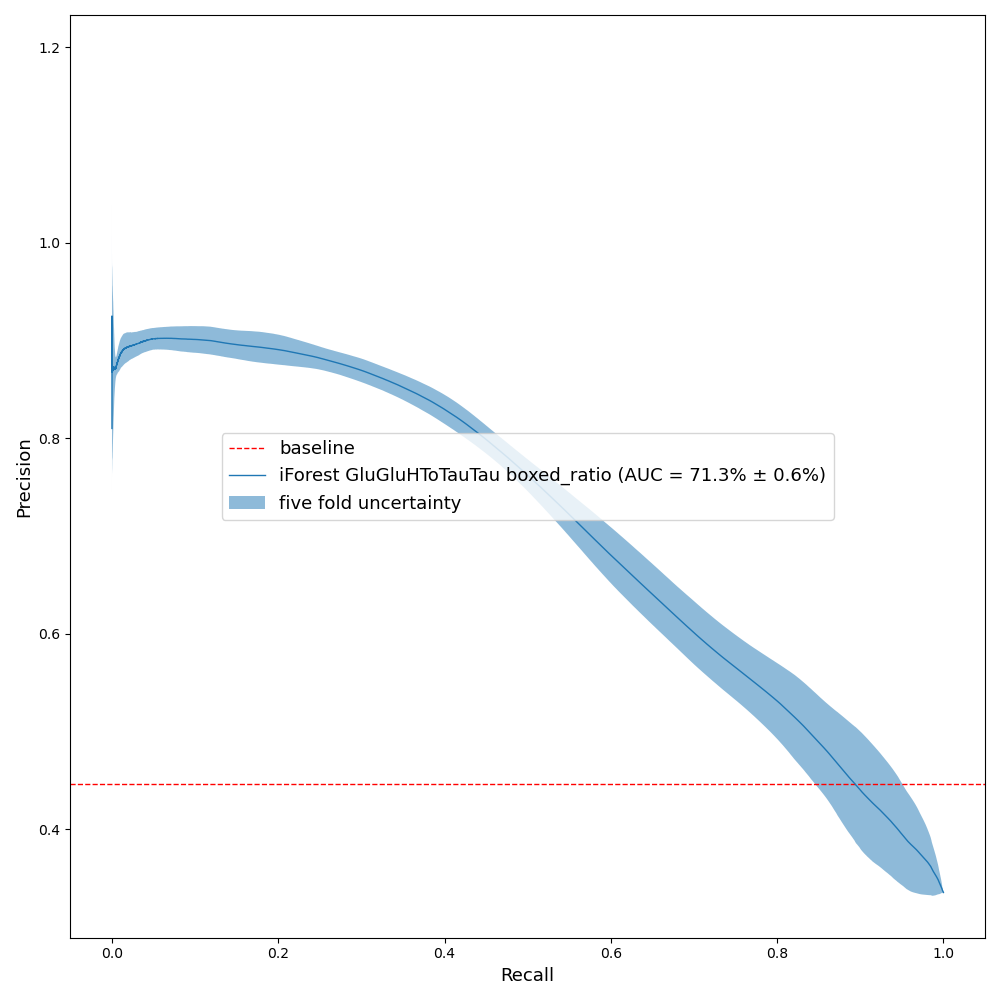 1.2
1.0
0.8
0.6
0.4
Precision
baseline
iForest GluGluHToTauTau boxed_ratio (AUC = 71.3% ± 0.6%)
five fold uncertainty
0.0 0.2 0.4 0.6 0.8 1.0
Recall